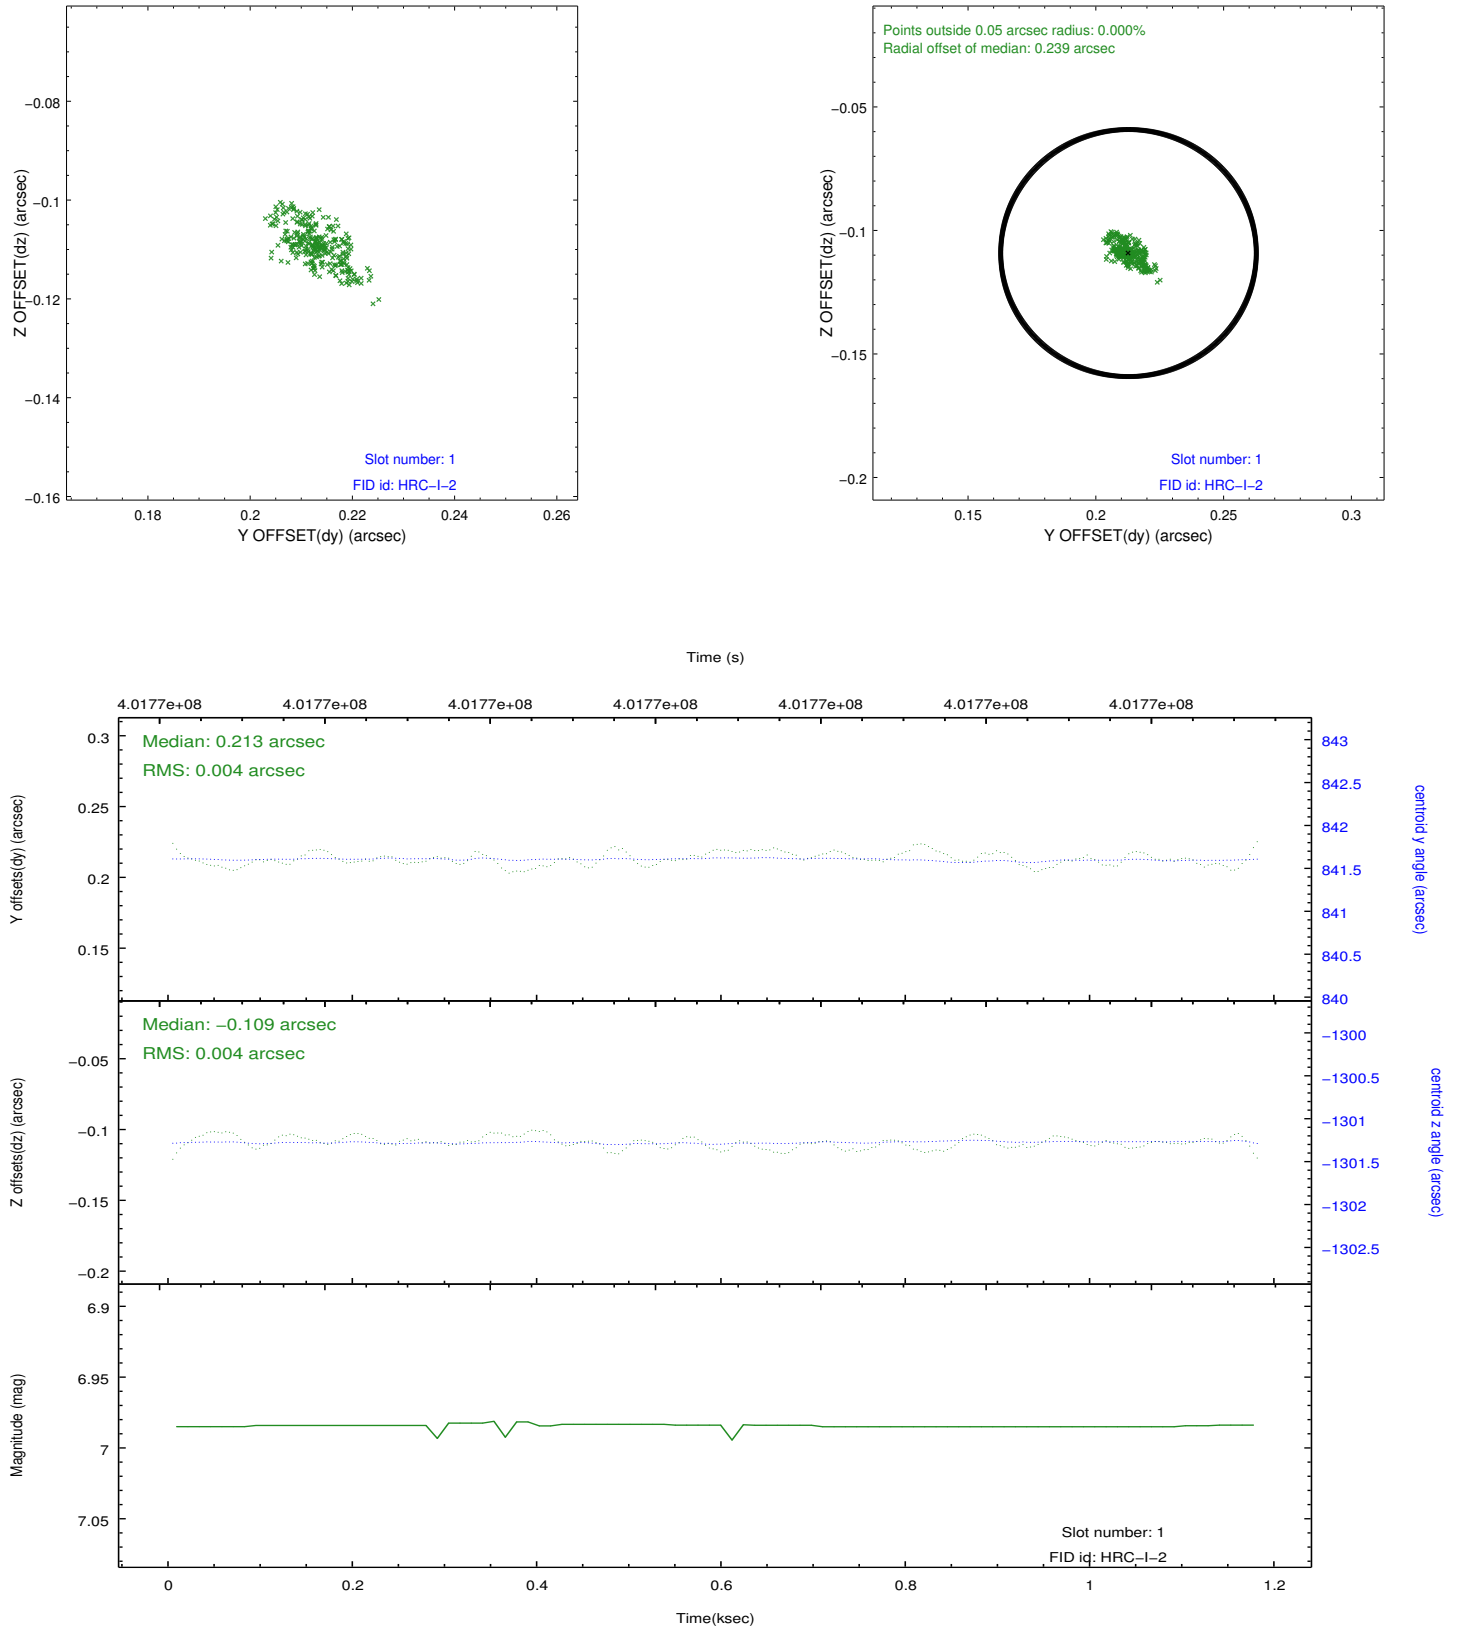 −0.08
−0.1
−0.12
−0.14
−0.16
Z OFFSET(dz) (arcsec)
Slot number: 1
FID id: HRC−I−2
0.18 0.2 0.22 0.24 0.26
Y OFFSET(dy) (arcsec)
Points outside 0.05 arcsec radius: 0.000%
Radial offset of median: 0.239 arcsec
−0.05
−0.1
−0.15
−0.2
Z OFFSET(dz) (arcsec)
Slot number: 1
FID id: HRC−I−2
0.15 0.2 0.25 0.3
Y OFFSET(dy) (arcsec)
Time (s)
4.0177e+08 4.0177e+08 4.0177e+08 4.0177e+08 4.0177e+08 4.0177e+08 4.0177e+08
Median: 0.213 arcsec
RMS: 0.004 arcsec
0.3
0.25
0.2
0.15
Y offsets(dy) (arcsec)
843
842.5
842
841.5
841
840.5
840
centroid y angle (arcsec)
Median: −0.109 arcsec
RMS: 0.004 arcsec
−0.05
−0.1
−0.15
−0.2
Z offsets(dz) (arcsec)
−1300
−1300.5
−1301
−1301.5
−1302
−1302.5
centroid z angle (arcsec)
6.9
6.95
7
7.05
Magnitude (mag)
Slot number: 1
FID id: HRC−I−2
0 0.2 0.4 0.6 0.8 1 1.2
Time(ksec)